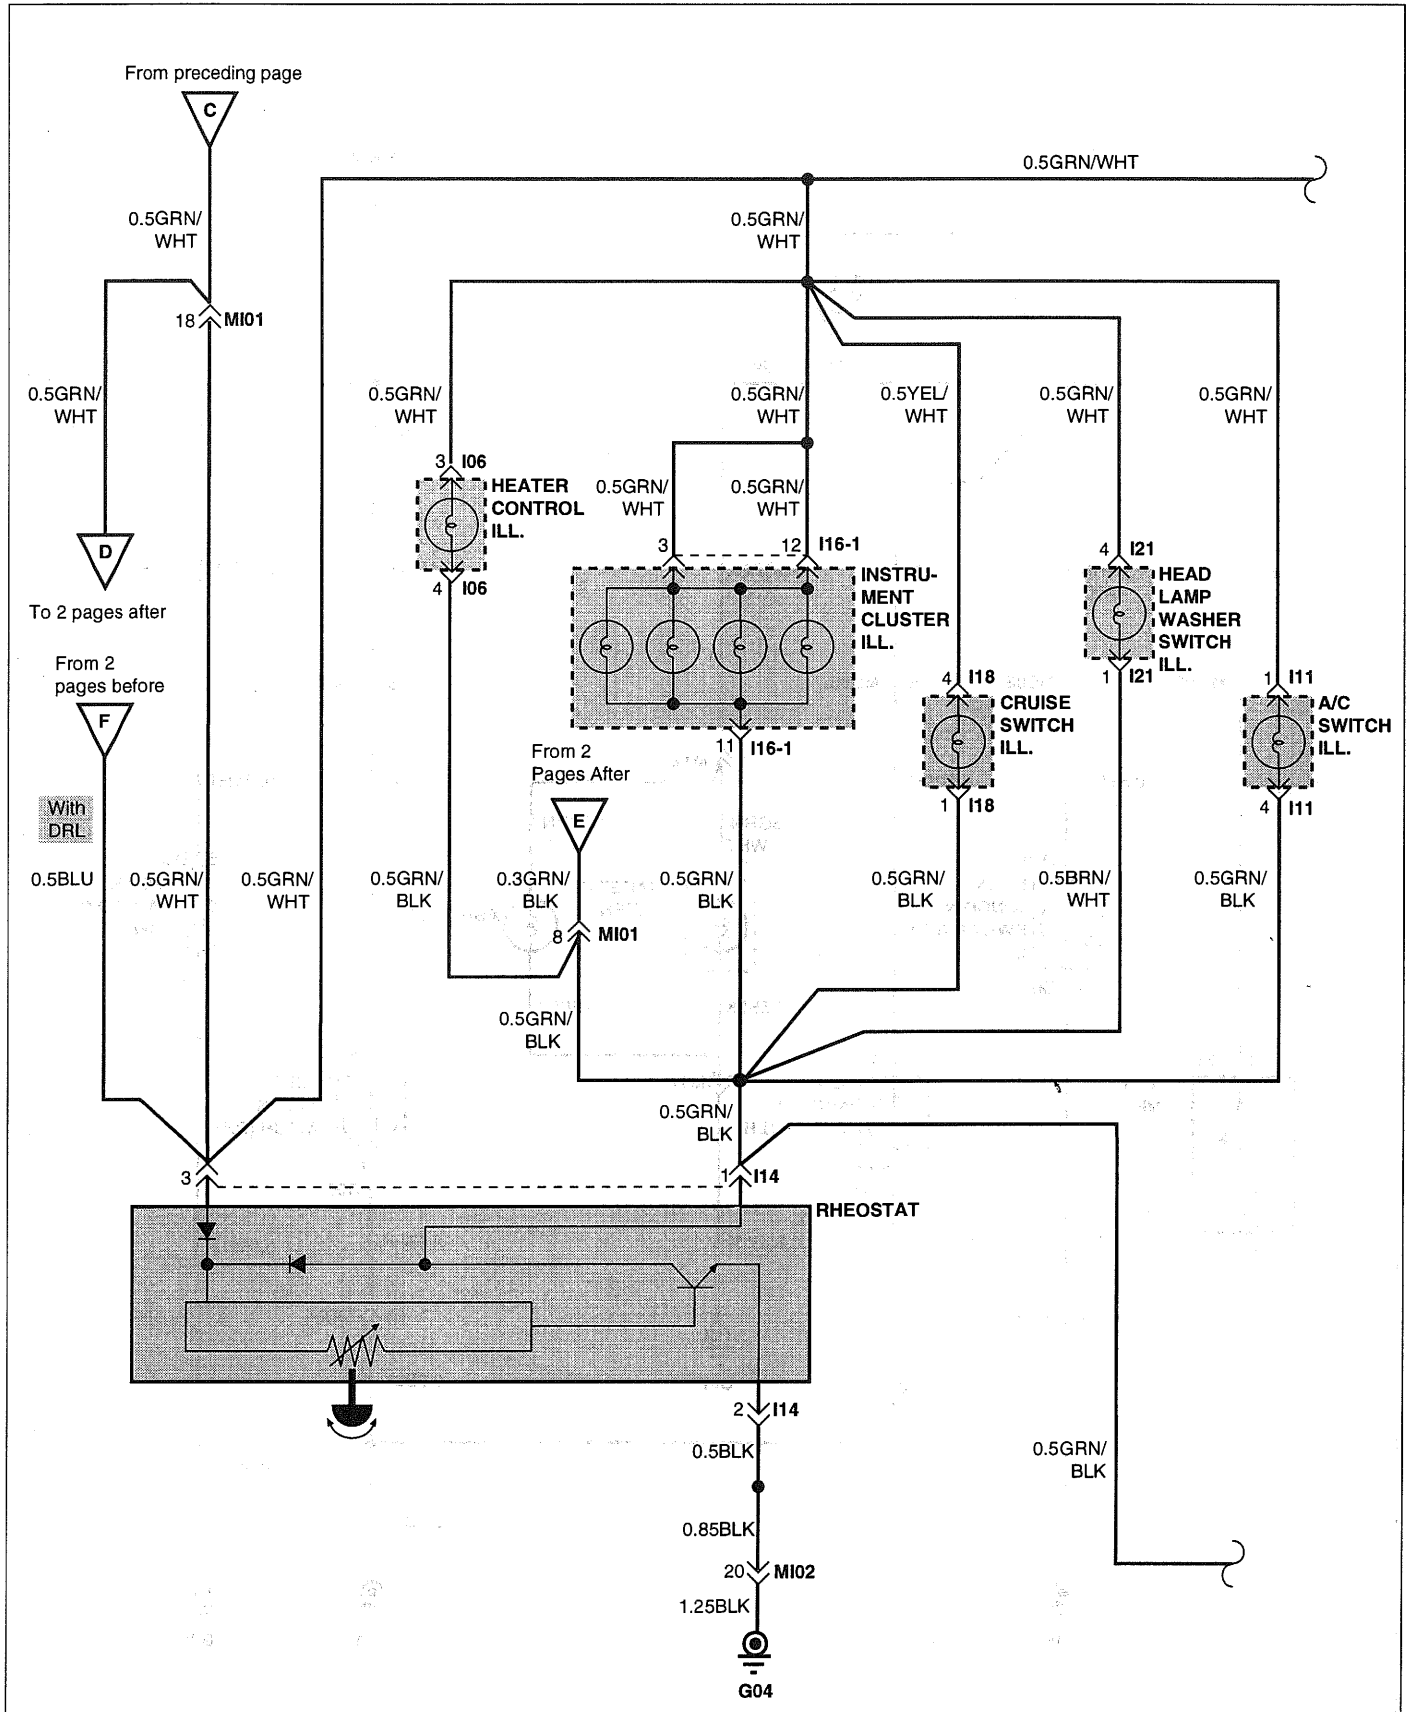 From preceding page
C
0.5GRN/WHT
0.5GRN/
WHT
0.5GRN/
WHT
18 MI01
0.5GRN/
WHT
0.5GRN/
WHT
0.5GRN/
WHT
0.5YEL/
WHT
0.5GRN/
WHT
0.5GRN/
WHT
3 I06
HEATER
CONTROL
ILL.
4 I06
0.5GRN/
WHT
0.5GRN/
WHT
D
To 2 pages after
3
12 I16-1
INSTRU-
MENT
CLUSTER
ILL.
11 I16-1
4 I21
HEAD
LAMP
WASHER
SWITCH
ILL.
1 I21
From 2
pages before
F
4 I18
CRUISE
SWITCH
ILL.
1 I18
1 I11
A/C
SWITCH
ILL.
4 I11
From 2
Pages After
E
With
DRL
0.5BLU
0.5GRN/
WHT
0.5GRN/
WHT
0.5GRN/
BLK
0.3GRN/
BLK
0.5GRN/
BLK
0.5GRN/
BLK
0.5BRN/
WHT
0.5GRN/
BLK
8 MI01
0.5GRN/
BLK
0.5GRN/
BLK
3
1 I14
RHEOSTAT
2 I14
0.5BLK
0.5GRN/
BLK
0.85BLK
20 MI02
1.25BLK
G04